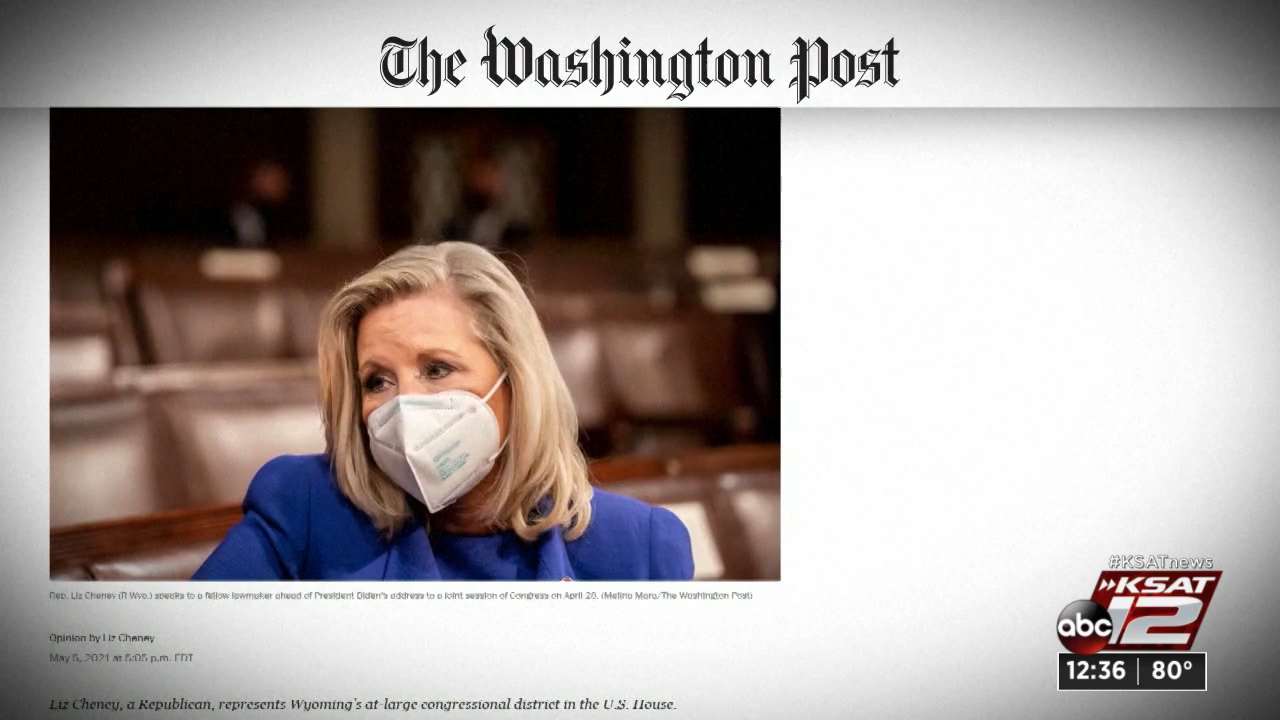 The Washington Post
Rep. Liz Cheney (R-Wyo.) speaks to a fellow lawmaker ahead of President Biden's address to a joint session of Congress on April 28. (Melina Mara/The Washington Post)
Opinion by Liz Cheney
May 5, 2021 at 5:05 p.m. EDT
Liz Cheney, a Republican, represents Wyoming's at-large congressional district in the U.S. House.
#KSATnews
KSAT
abc 12
12:36 80°